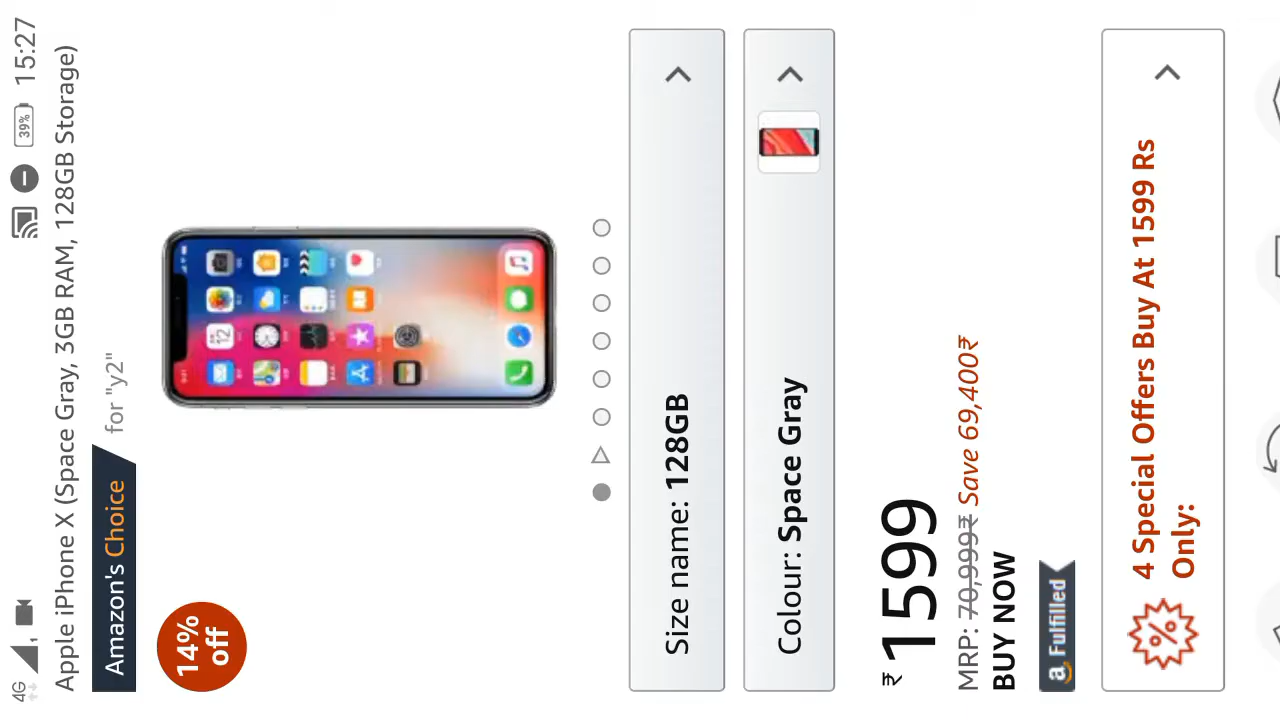 4G 39% 15:27
Apple iPhone X (Space Gray, 3GB RAM, 128GB Storage)
Amazon's Choice for "y2"
14%
off
Size name: 128GB
Colour: Space Gray
₹1599
MRP: 70,999₹ Save 69,400₹
BUY NOW
a Fulfilled
4 Special Offers Buy At 1599 Rs
Only: